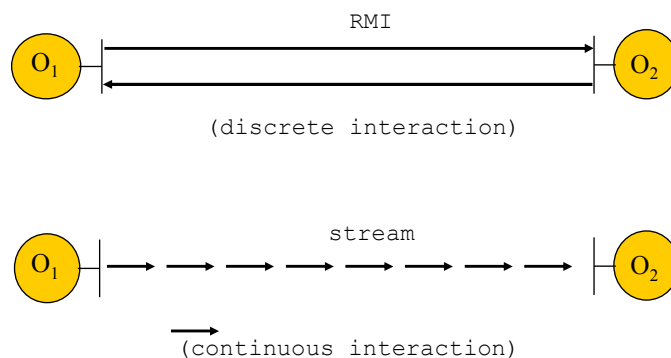 RMI
O1 O2
(discrete interaction)
stream
O1 O2
(continuous interaction)